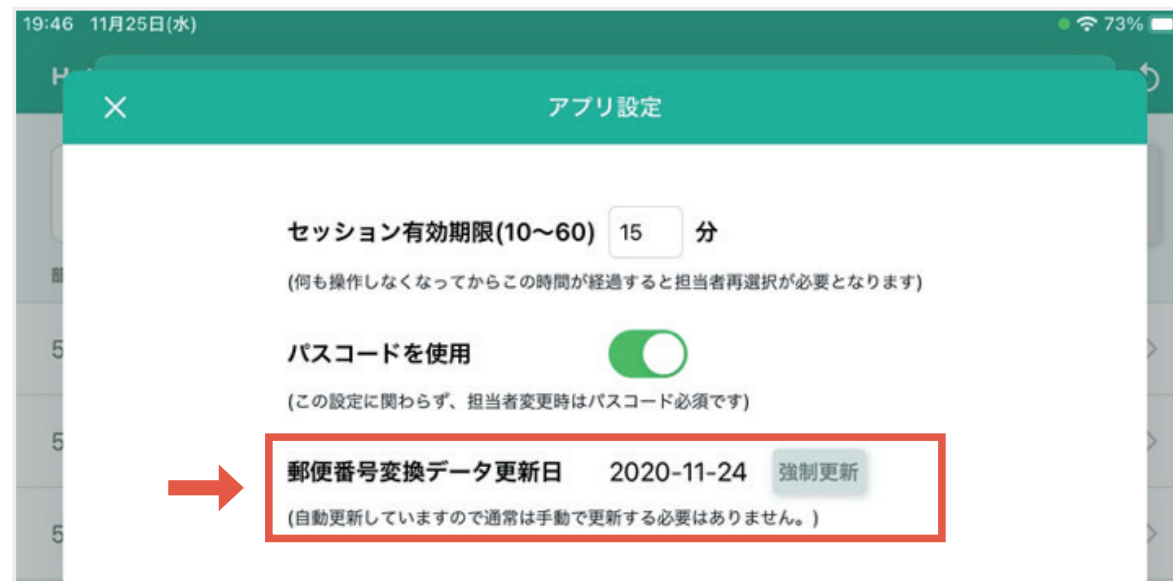 19:46 11月25日(水) 73%
アプリ設定
セッション有効期限(10〜60) 15 分
(何も操作しなくなってからこの時間が経過すると担当者再選択が必要となります)
部
5
パスコードを使用
(この設定に関わらず、担当者変更時はパスコード必須です)
5
郵便番号変換データ更新日 2020-11-24 強制更新
(自動更新していますので通常は手動で更新する必要はありません。)
5